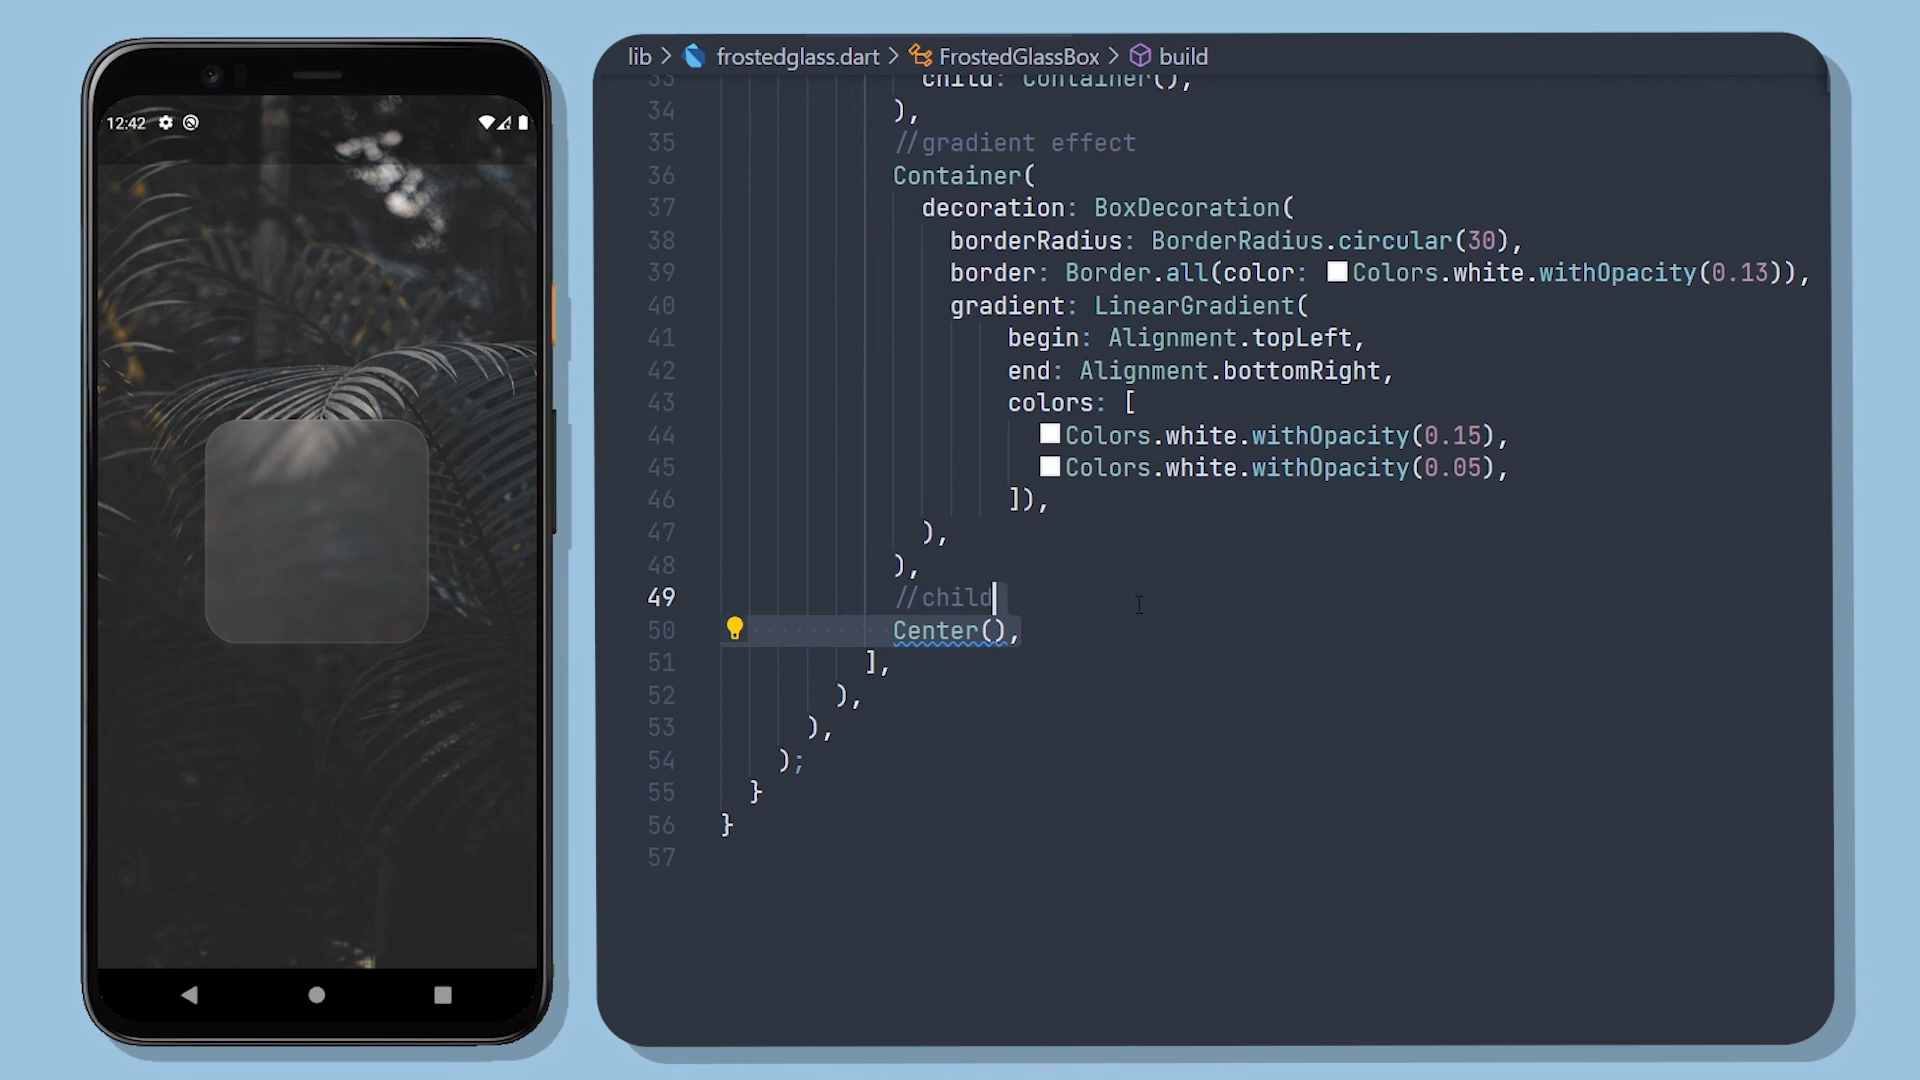 12:42
lib > frostedglass.dart > FrostedGlassBox > build
33 child: Container(),
34 ),
35 //gradient effect
36 Container(
37 decoration: BoxDecoration(
38 borderRadius: BorderRadius.circular(30),
39 border: Border.all(color: Colors.white.withOpacity(0.13)),
40 gradient: LinearGradient(
41 begin: Alignment.topLeft,
42 end: Alignment.bottomRight,
43 colors: [
44 Colors.white.withOpacity(0.15),
45 Colors.white.withOpacity(0.05),
46 ]),
47 ),
48 ),
49 //child
50 Center(),
51 ],
52 ),
53 ),
54 );
55 }
56 }
57